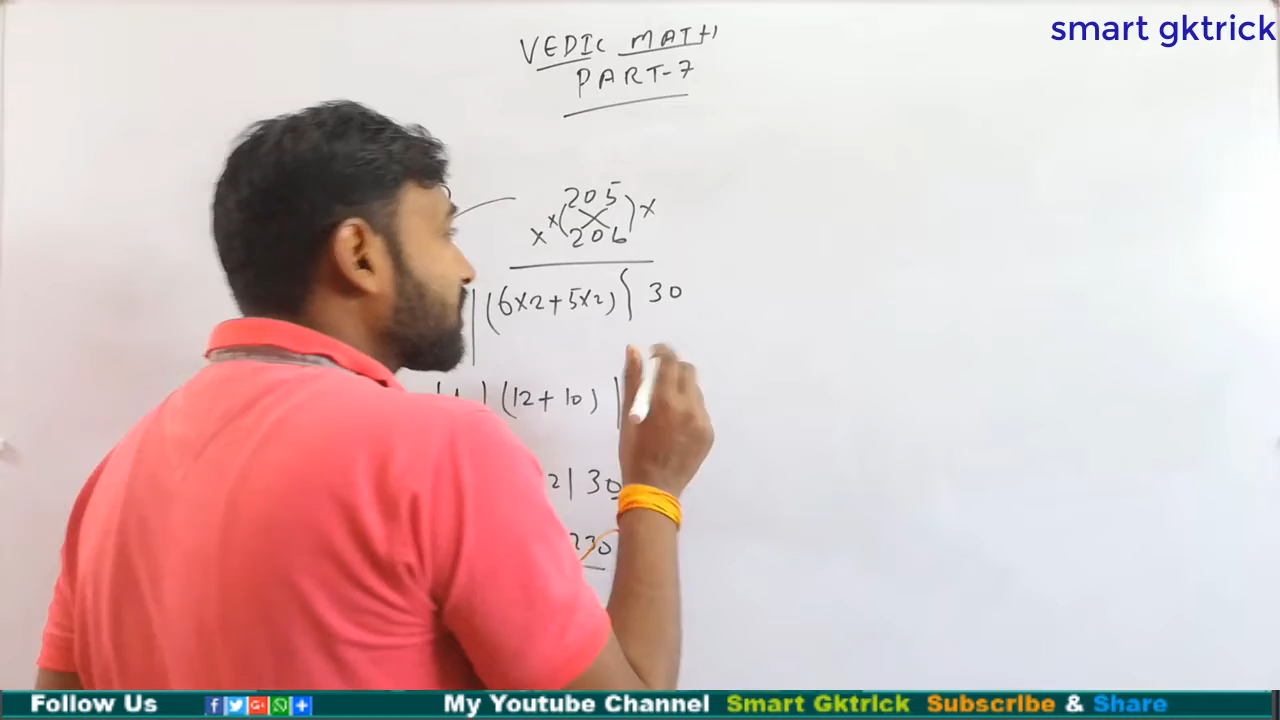 smart gktrick
VEDIC MATH
PART-7
205
x x ( ) x
206
| (6x2+5x2) { 30
| (12+10) |
2 | 30
230
Follow Us My Youtube Channel Smart Gktrick Subscribe & Share